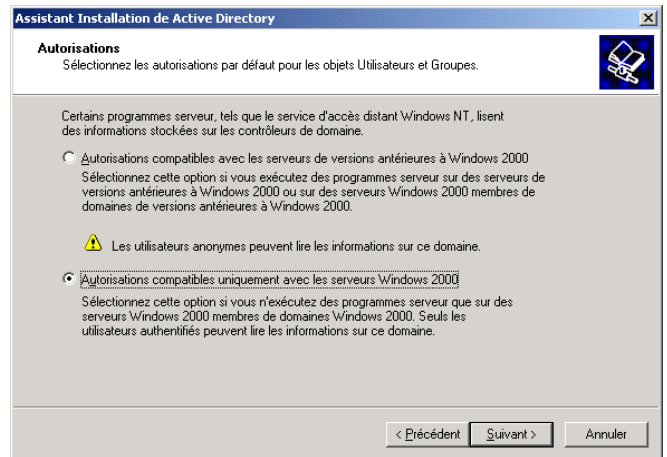 Assistant Installation de Active Directory
Autorisations
Sélectionnez les autorisations par défaut pour les objets Utilisateurs et Groupes.
Certains programmes serveur, tels que le service d'accès distant Windows NT, lisent
des informations stockées sur les contrôleurs de domaine.
Autorisations compatibles avec les serveurs de versions antérieures à Windows 2000
Sélectionnez cette option si vous exécutez des programmes serveur sur des serveurs de
versions antérieures à Windows 2000 ou sur des serveurs Windows 2000 membres de
domaines de versions antérieures à Windows 2000.
Les utilisateurs anonymes peuvent lire les informations sur ce domaine.
Autorisations compatibles uniquement avec les serveurs Windows 2000
Sélectionnez cette option si vous n'exécutez des programmes serveur que sur des
serveurs Windows 2000 membres de domaines Windows 2000. Seuls les
utilisateurs authentifiés peuvent lire les informations sur ce domaine.
< Précédent Suivant > Annuler